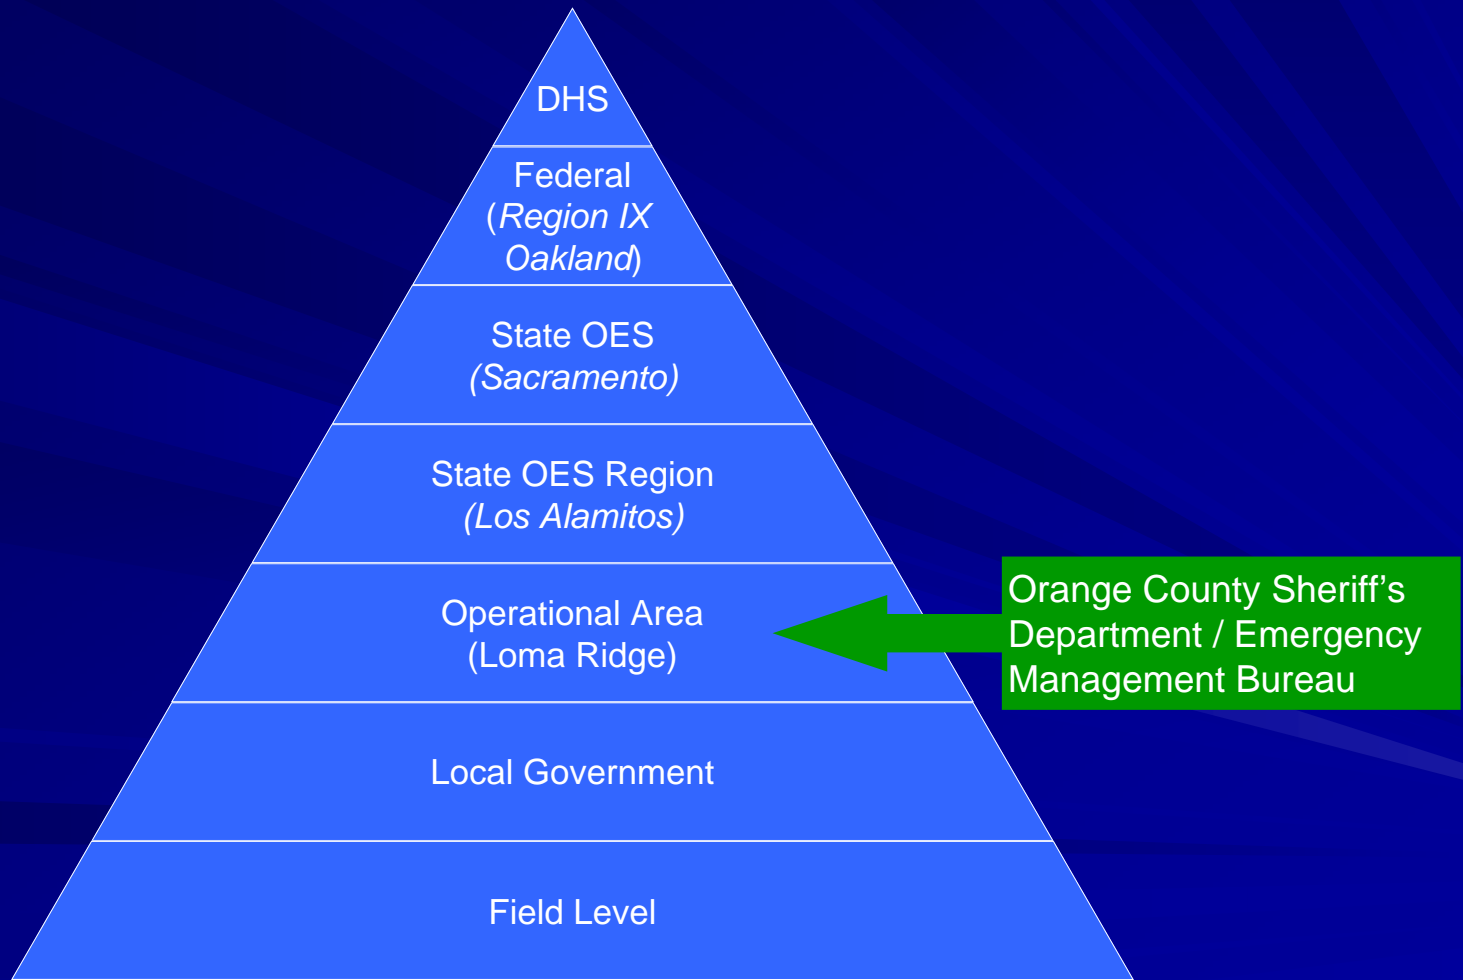 DHS
Federal
(Region IX
Oakland)
State OES
(Sacramento)
State OES Region
(Los Alamitos)
Operational Area
(Loma Ridge)
Orange County Sheriff’s
Department / Emergency
Management Bureau
Local Government
Field Level